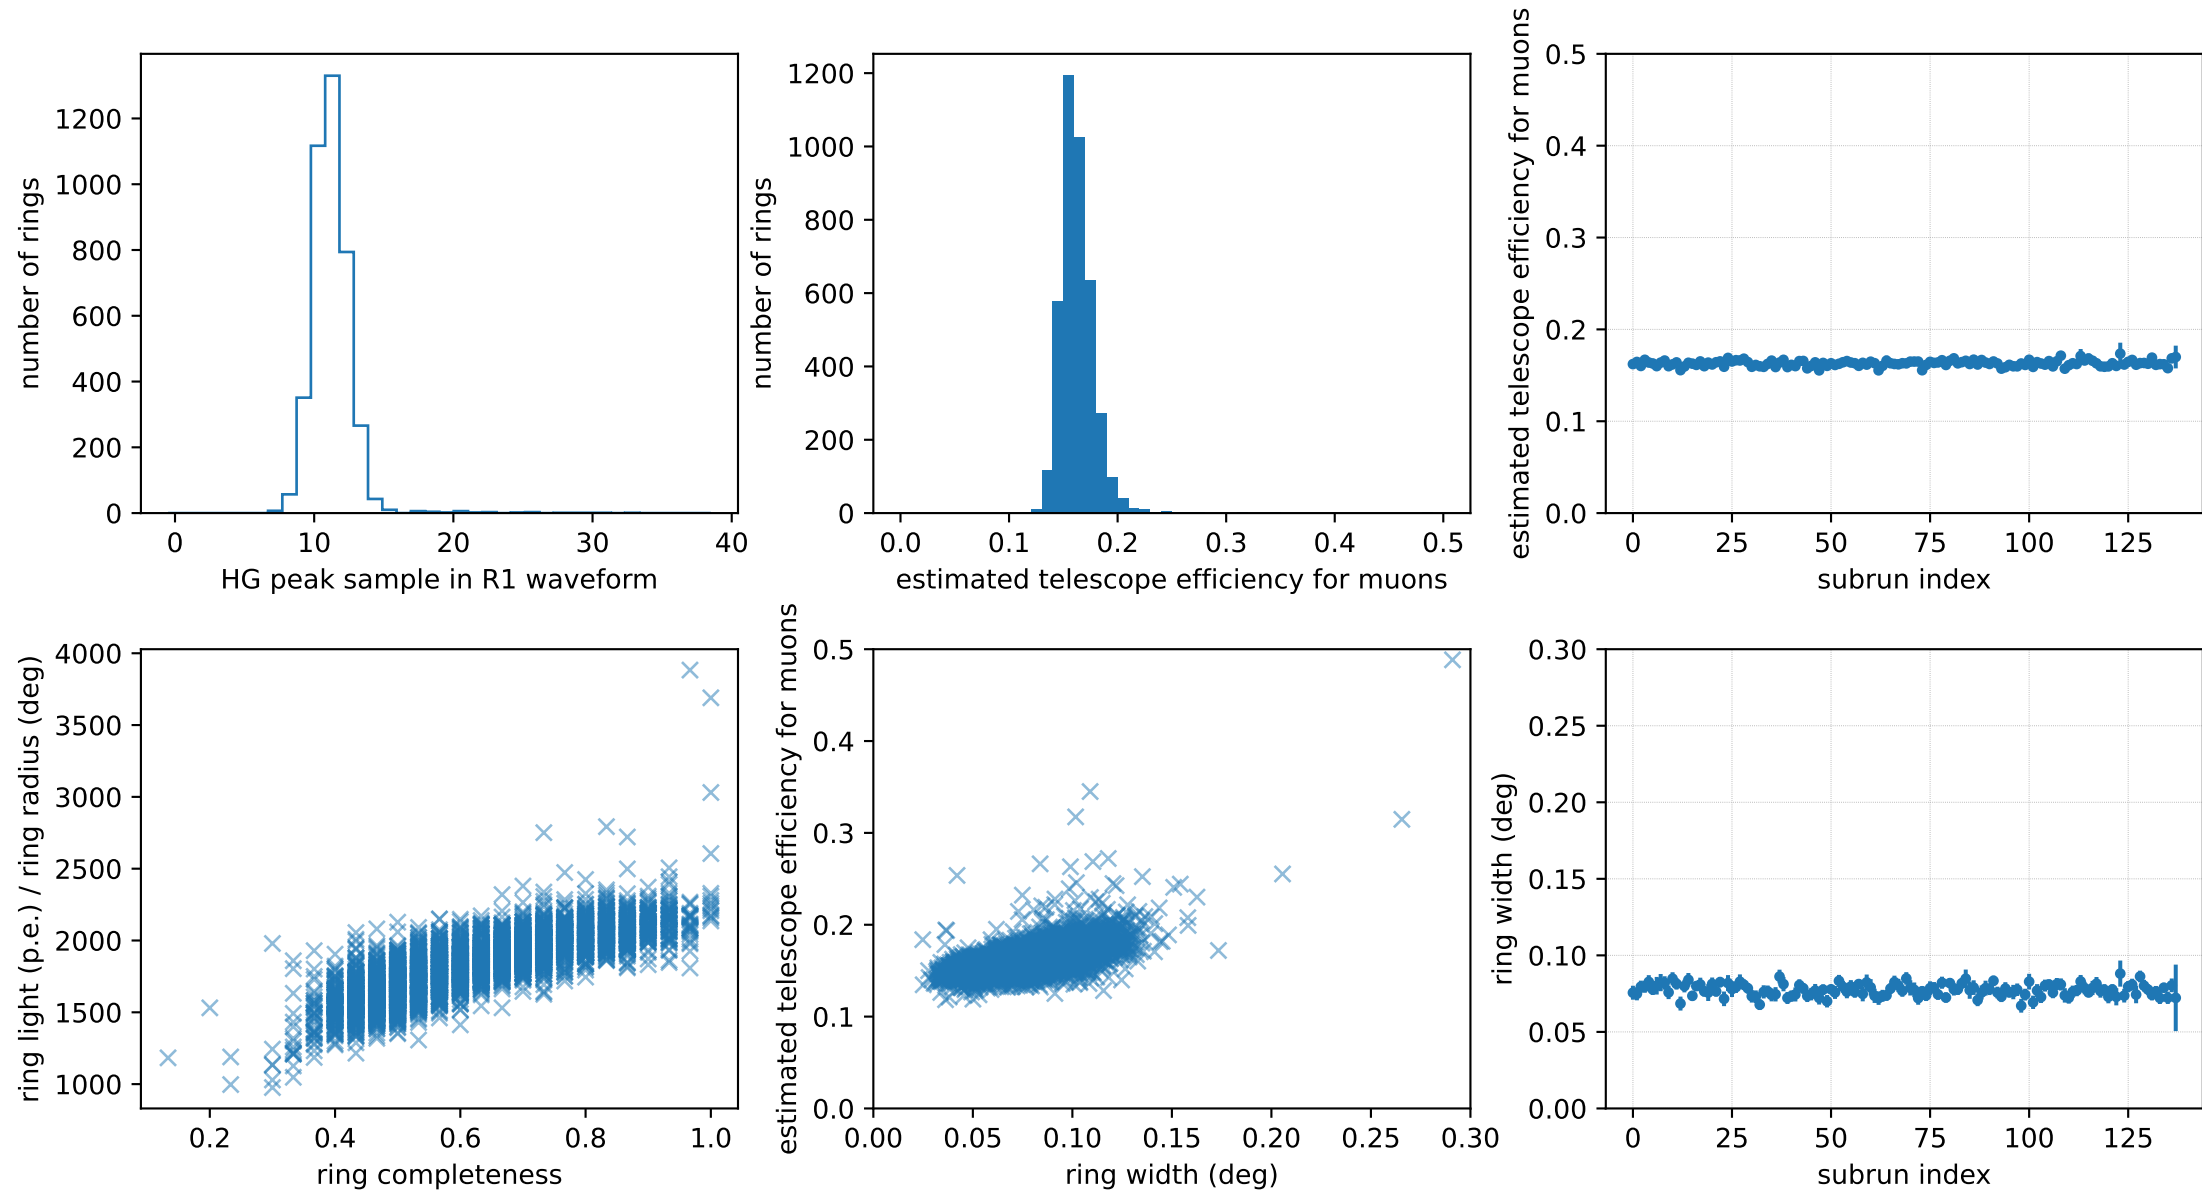 number of rings
1200
1000
800
600
400
200
0
0 10 20 30 40
HG peak sample in R1 waveform
number of rings
1200
1000
800
600
400
200
0
0.0 0.1 0.2 0.3 0.4 0.5
estimated telescope efficiency for muons
estimated telescope efficiency for muons
0.5
0.4
0.3
0.2
0.1
0.0
0 25 50 75 100 125
subrun index
ring light (p.e.) / ring radius (deg)
4000
3500
3000
2500
2000
1500
1000
0.2 0.4 0.6 0.8 1.0
ring completeness
estimated telescope efficiency for muons
0.5
0.4
0.3
0.2
0.1
0.0
0.00 0.05 0.10 0.15 0.20 0.25 0.30
ring width (deg)
ring width (deg)
0.30
0.25
0.20
0.15
0.10
0.05
0.00
0 25 50 75 100 125
subrun index